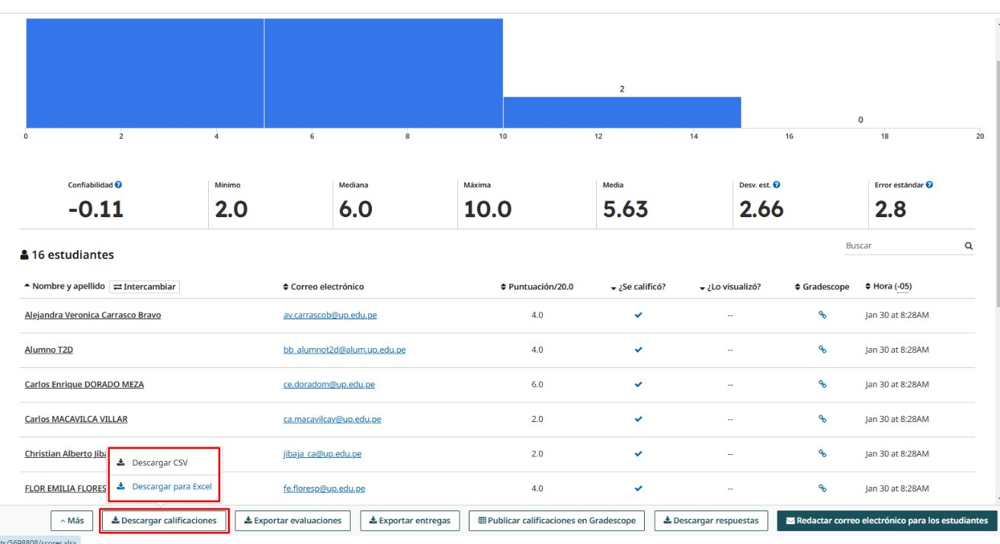 2
0
0 2 4 6 8 10 12 14 16 18 20
Confiabilidad Mínimo Mediana Máxima Media Desv. est. Error estándar
-0.11 2.0 6.0 10.0 5.63 2.66 2.8
16 estudiantes Buscar
Nombre y apellido Intercambiar Correo electrónico Puntuación/20.0 ¿Se calificó? ¿Lo visualizó? Gradescope Hora (-05)
Alejandra Veronica Carrasco Bravo av.carrascob@up.edu.pe 4.0 -- Jan 30 at 8:28AM
Alumno T2D bb_alumnot2d@alum.up.edu.pe 4.0 -- Jan 30 at 8:28AM
Carlos Enrique DORADO MEZA ce.doradom@up.edu.pe 6.0 -- Jan 30 at 8:28AM
Carlos MACAVILCA VILLAR ca.macavilcav@up.edu.pe 2.0 -- Jan 30 at 8:28AM
Christian Alberto Jiba jibaja_ca@up.edu.pe 2.0 -- Jan 30 at 8:28AM
Descargar CSV
Descargar para Excel
FLOR EMILIA FLORES fe.floresp@up.edu.pe 4.0 -- Jan 30 at 8:28AM
Más Descargar calificaciones Exportar evaluaciones Exportar entregas Publicar calificaciones en Gradescope Descargar respuestas Redactar correo electrónico para los estudiantes
ts/5698808/scores.xlsx